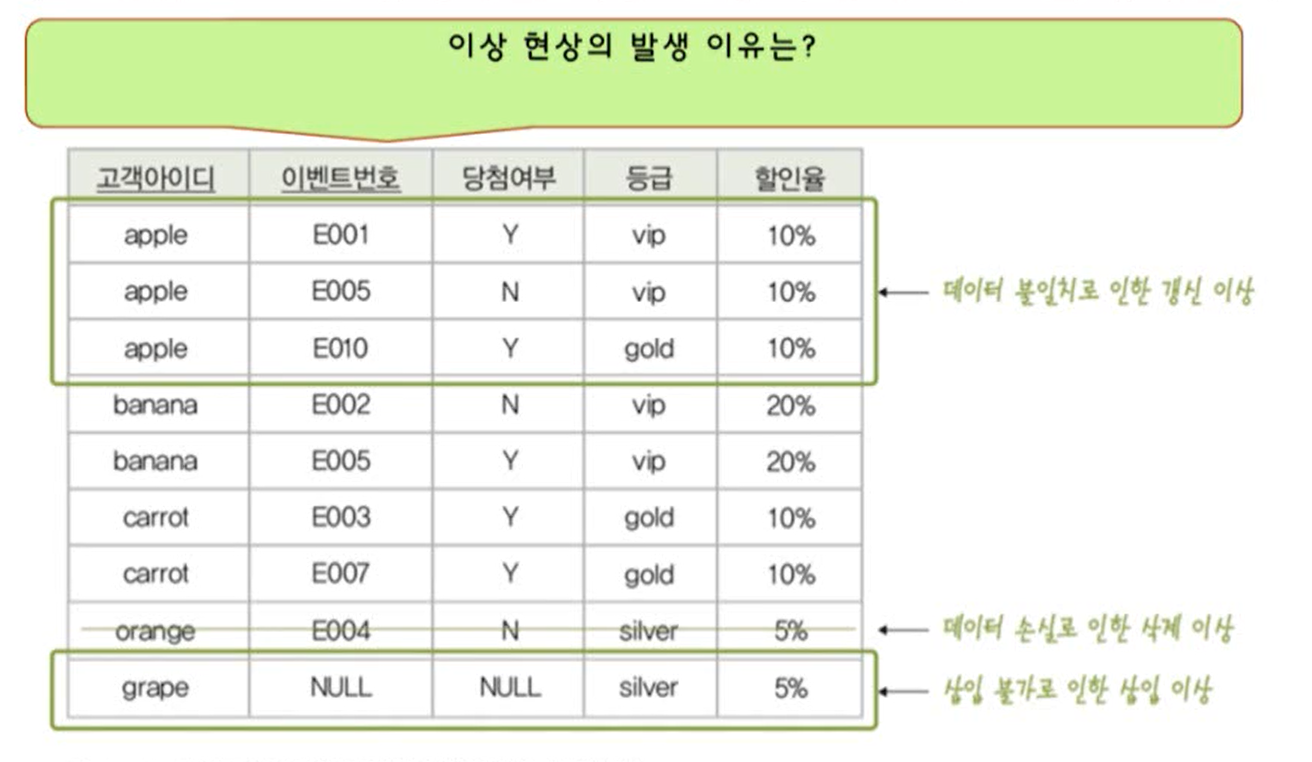 이상 현상의 발생 이유는?
고객아이디 이벤트번호 당첨여부 등급 할인율
apple E001 Y vip 10%
apple E005 N vip 10%
데이터 불일치로 인한 갱신 이상
apple E010 Y gold 10%
banana E002 N vip 20%
banana E005 Y vip 20%
carrot E003 Y gold 10%
carrot E007 Y gold 10%
orange E004 N silver 5%
데이터 손실로 인한 삭제 이상
grape NULL NULL silver 5%
삽입 불가로 인한 삽입 이상